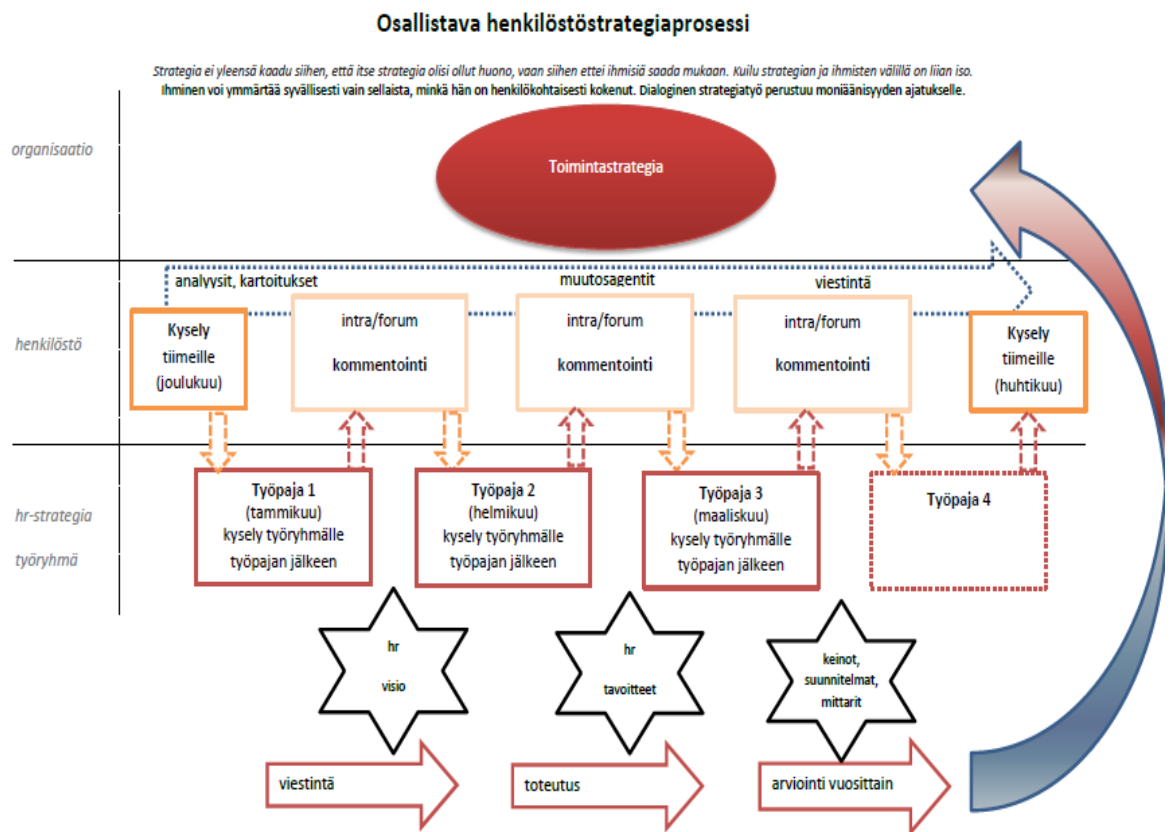 Osallistava henkilöstöstrategiaprosessi
Strategia ei yleensä kaadu siihen, että itse strategia olisi ollut huono, vaan siihen ettei ihmisiä saada mukaan. Kuilu strategian ja ihmisten välillä on liian iso.
Ihminen voi ymmärtää syvällisesti vain sellaista, minkä hän on henkilökohtaisesti kokenut. Dialoginen strategiatyö perustuu moniäänisyyden ajatukselle.
organisaatio
Toimintastrategia
analyysit, kartoitukset
muutosagentit
viestintä
henkilöstö
Kysely
tiimeille
(joulukuu)
intra/forum
kommentointi
intra/forum
kommentointi
intra/forum
kommentointi
Kysely
tiimeille
(huhtikuu)
hr-strategia
työryhmä
Työpaja 1
(tammikuu)
kysely työryhmälle
työpajan jälkeen
Työpaja 2
(helmikuu)
kysely työryhmälle
työpajan jälkeen
Työpaja 3
(maaliskuu)
kysely työryhmälle
työpajan jälkeen
Työpaja 4
hr
visio
hr
tavoitteet
keinot,
suunnitelmat,
mittarit
viestintä
toteutus
arviointi vuosittain